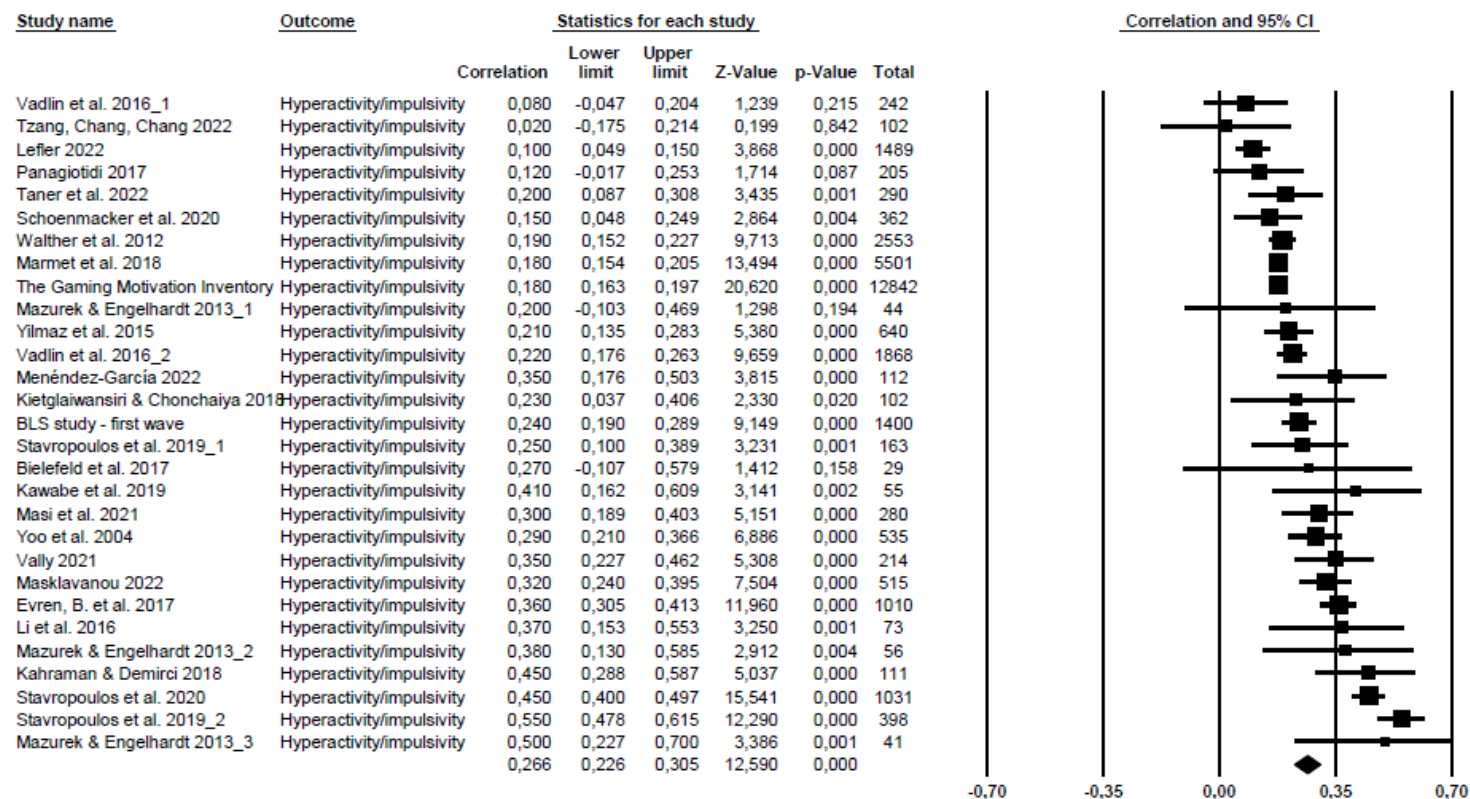 Study name Outcome Statistics for each study Correlation and 95% CI
Lower Upper
Correlation limit limit Z-Value p-Value Total
Vadlin et al. 2016_1 Hyperactivity/impulsivity 0,080 -0,047 0,204 1,239 0,215 242
Tzang, Chang, Chang 2022 Hyperactivity/impulsivity 0,020 -0,175 0,214 0,199 0,842 102
Lefler 2022 Hyperactivity/impulsivity 0,100 0,049 0,150 3,868 0,000 1489
Panagiotidi 2017 Hyperactivity/impulsivity 0,120 -0,017 0,253 1,714 0,087 205
Taner et al. 2022 Hyperactivity/impulsivity 0,200 0,087 0,308 3,435 0,001 290
Schoenmacker et al. 2020 Hyperactivity/impulsivity 0,150 0,048 0,249 2,864 0,004 362
Walther et al. 2012 Hyperactivity/impulsivity 0,190 0,152 0,227 9,713 0,000 2553
Marmet et al. 2018 Hyperactivity/impulsivity 0,180 0,154 0,205 13,494 0,000 5501
The Gaming Motivation Inventory Hyperactivity/impulsivity 0,180 0,163 0,197 20,620 0,000 12842
Mazurek & Engelhardt 2013_1 Hyperactivity/impulsivity 0,200 -0,103 0,469 1,298 0,194 44
Yilmaz et al. 2015 Hyperactivity/impulsivity 0,210 0,135 0,283 5,380 0,000 640
Vadlin et al. 2016_2 Hyperactivity/impulsivity 0,220 0,176 0,263 9,659 0,000 1868
Menéndez-García 2022 Hyperactivity/impulsivity 0,350 0,176 0,503 3,815 0,000 112
Kietglaiwansiri & Chonchaiya 2018 Hyperactivity/impulsivity 0,230 0,037 0,406 2,330 0,020 102
BLS study - first wave Hyperactivity/impulsivity 0,240 0,190 0,289 9,149 0,000 1400
Stavropoulos et al. 2019_1 Hyperactivity/impulsivity 0,250 0,100 0,389 3,231 0,001 163
Bielefeld et al. 2017 Hyperactivity/impulsivity 0,270 -0,107 0,579 1,412 0,158 29
Kawabe et al. 2019 Hyperactivity/impulsivity 0,410 0,162 0,609 3,141 0,002 55
Masi et al. 2021 Hyperactivity/impulsivity 0,300 0,189 0,403 5,151 0,000 280
Yoo et al. 2004 Hyperactivity/impulsivity 0,290 0,210 0,366 6,886 0,000 535
Vally 2021 Hyperactivity/impulsivity 0,350 0,227 0,462 5,308 0,000 214
Masklavanou 2022 Hyperactivity/impulsivity 0,320 0,240 0,395 7,504 0,000 515
Evren, B. et al. 2017 Hyperactivity/impulsivity 0,360 0,305 0,413 11,960 0,000 1010
Li et al. 2016 Hyperactivity/impulsivity 0,370 0,153 0,553 3,250 0,001 73
Mazurek & Engelhardt 2013_2 Hyperactivity/impulsivity 0,380 0,130 0,585 2,912 0,004 56
Kahraman & Demirci 2018 Hyperactivity/impulsivity 0,450 0,288 0,587 5,037 0,000 111
Stavropoulos et al. 2020 Hyperactivity/impulsivity 0,450 0,400 0,497 15,541 0,000 1031
Stavropoulos et al. 2019_2 Hyperactivity/impulsivity 0,550 0,478 0,615 12,290 0,000 398
Mazurek & Engelhardt 2013_3 Hyperactivity/impulsivity 0,500 0,227 0,700 3,386 0,001 41
0,266 0,226 0,305 12,590 0,000
-0,70 -0,35 0,00 0,35 0,70